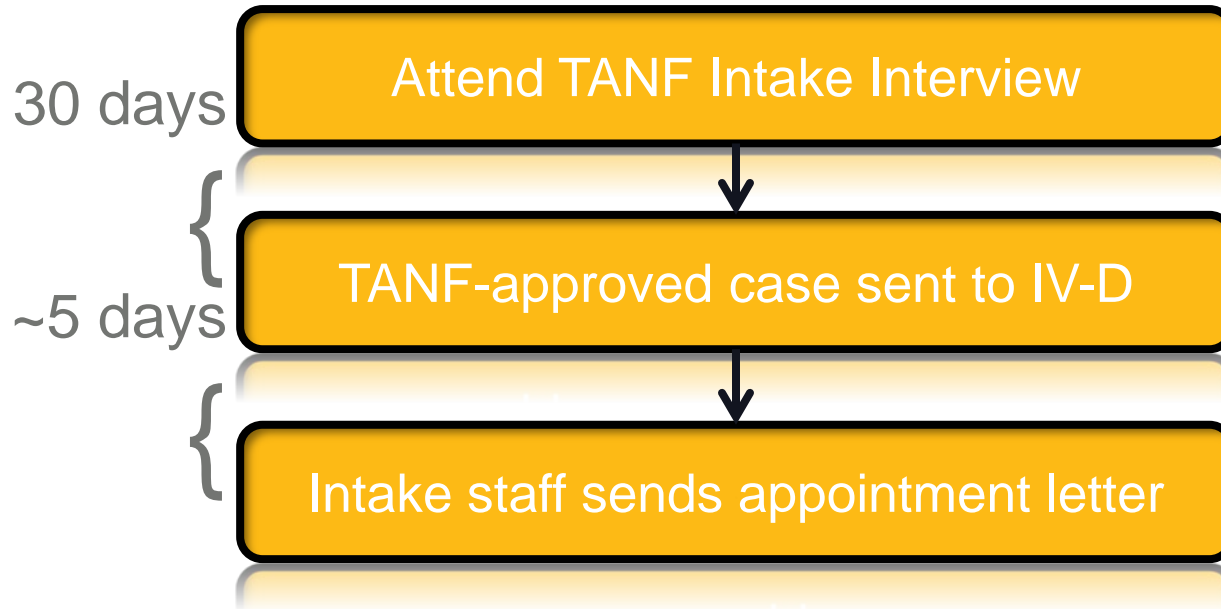 Attend TANF Intake Interview
30 days
{
TANF-approved case sent to IV-D
~5 days
{
Intake staff sends appointment letter